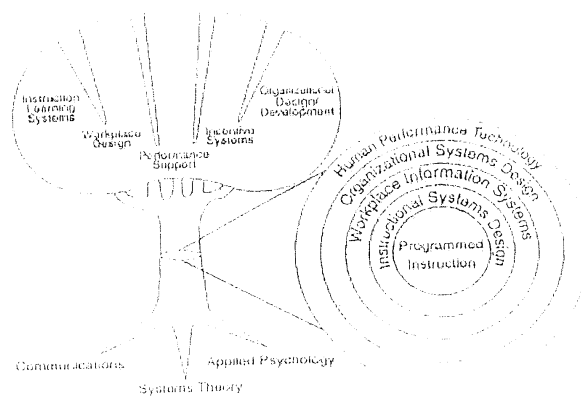 Instruction
Learning
Systems
Workplace
Design
Performance
Support
Incentive
Systems
Organizational
Design/
Development
Human Performance Technology
Organizational Systems Design
Workplace Information Systems
Instructional Systems Design
Programmed
Instruction
Communications
Systems Theory
Applied Psychology